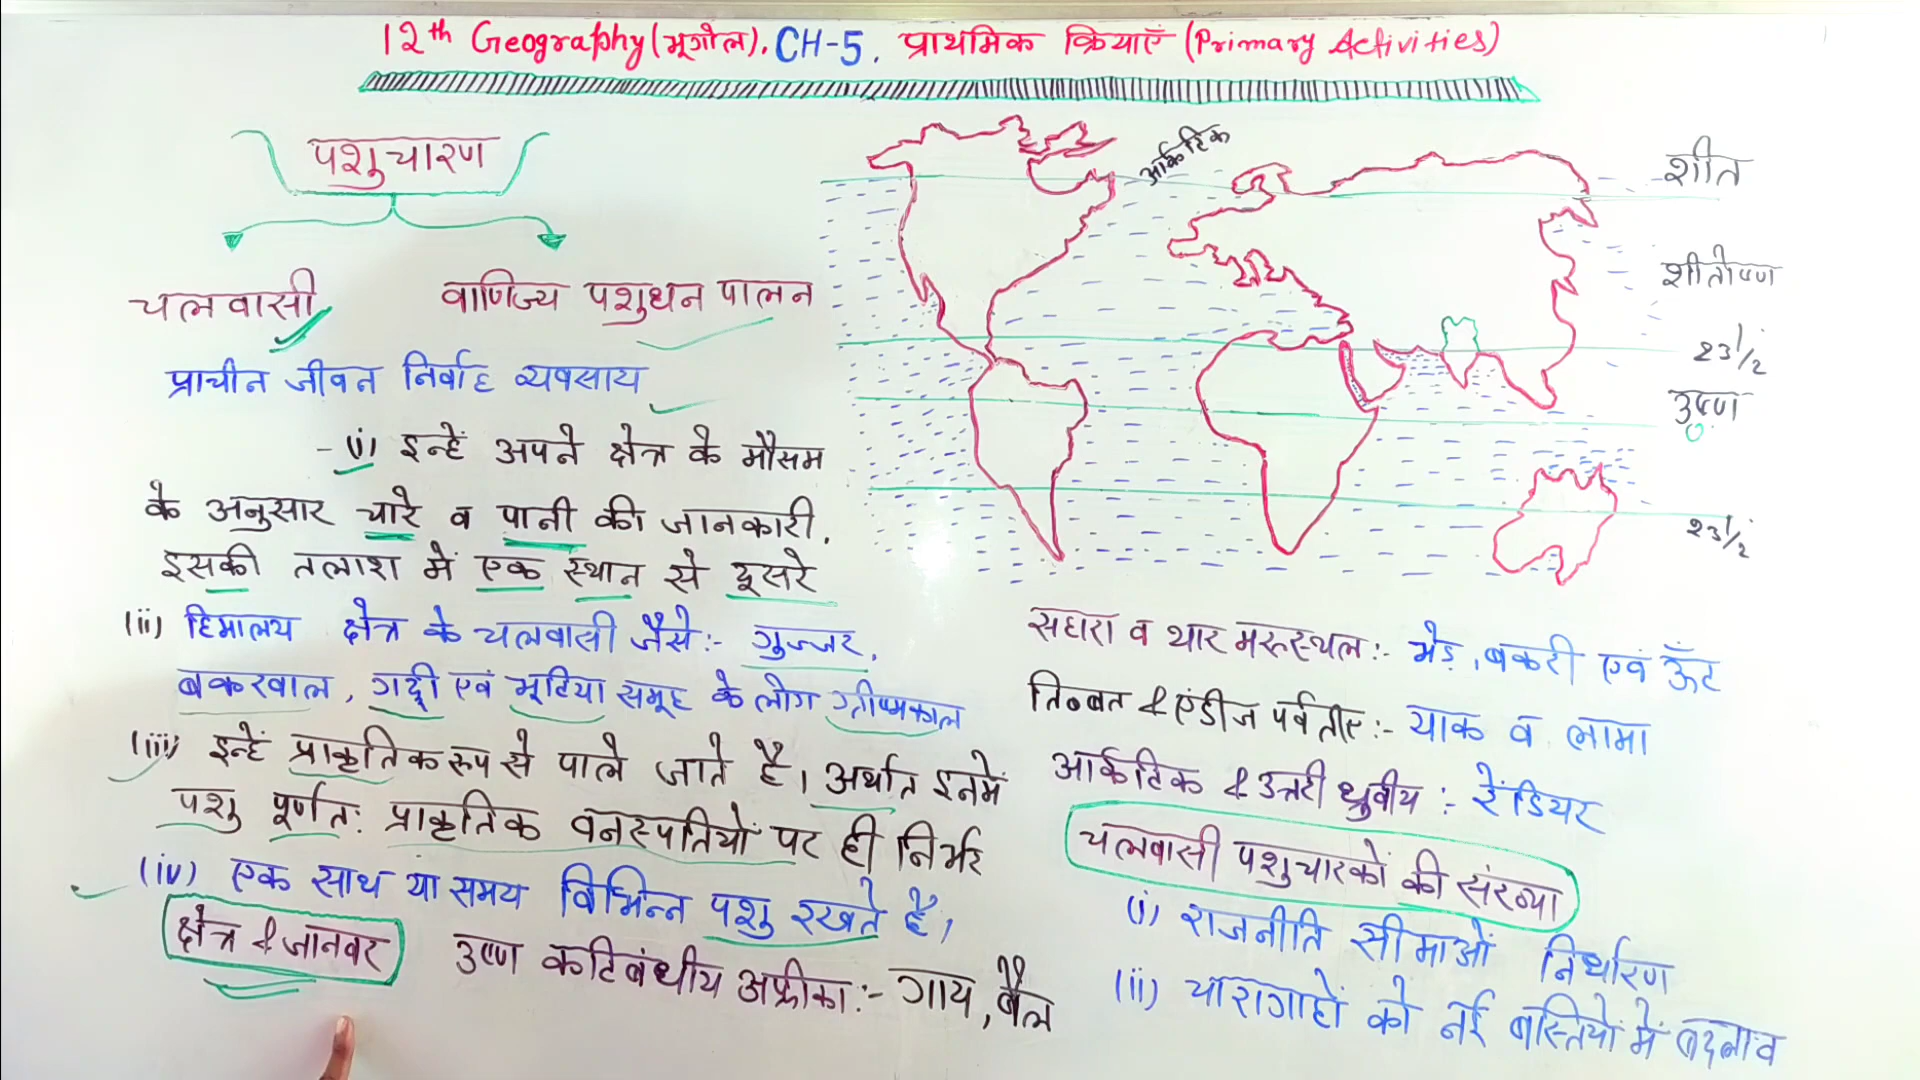 12th Geography (भूगोल). CH-5. प्राथमिक क्रियाएँ (Primary Activities)
पशुचारण
चलवासी
वाणिज्य पशुधन पालन
प्राचीन जीवन निर्वाह व्यवसाय
- (i) इन्हें अपने क्षेत्र के मौसम
के अनुसार चारे व पानी की जानकारी.
इसकी तलाश में एक स्थान से दूसरे
(ii) हिमालय क्षेत्र के चलवासी जैसे:- गुज्जर,
बकरवाल, गद्दी एवं भूटिया समूह के लोग ग्रीष्मकाल
(iii) इन्हें प्राकृतिक रूप से पाले जाते है। अर्थात इनमें
पशु पूर्णतः प्राकृतिक वनस्पतियों पर ही निर्भर
(iv) एक साथ या समय विभिन्न पशु रखते है।
क्षेत्र & जानवर
उष्ण कटिबंधीय अफ्रीका:- गाय, बैल
आर्कटिक
शीत
शीतोष्ण
23 1/2
उष्ण
23 1/2
सहारा व थार मरूस्थल:- भेड़, बकरी एवं ऊँट
तिब्बत & एंडीज पर्वतीए:- याक व लामा
आर्कटिक & उत्तरी ध्रुवीय:- रेंडियर
चलवासी पशुचारकों की संख्या
(i) राजनीति सीमाओं निर्धारण
(ii) चारागाहों को नई बस्तियों में बदलाव